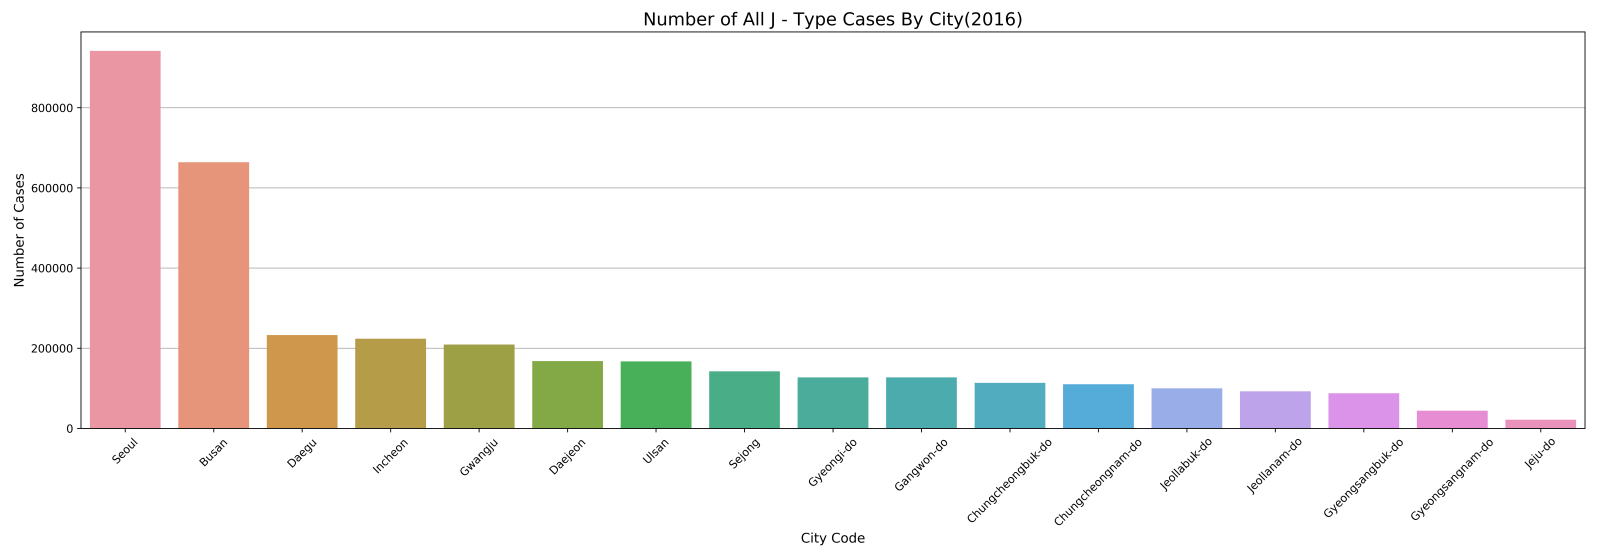 Number of All J - Type Cases By City(2016)
Number of Cases
800000
600000
400000
200000
0
Seoul
Busan
Daegu
Incheon
Gwangju
Daejeon
Ulsan
Sejong
Gyeongi-do
Gangwon-do
Chungcheongbuk-do
Chungcheongnam-do
Jeollabuk-do
Jeollanam-do
Gyeongsangbuk-do
Gyeongsangnam-do
Jeju-do
City Code